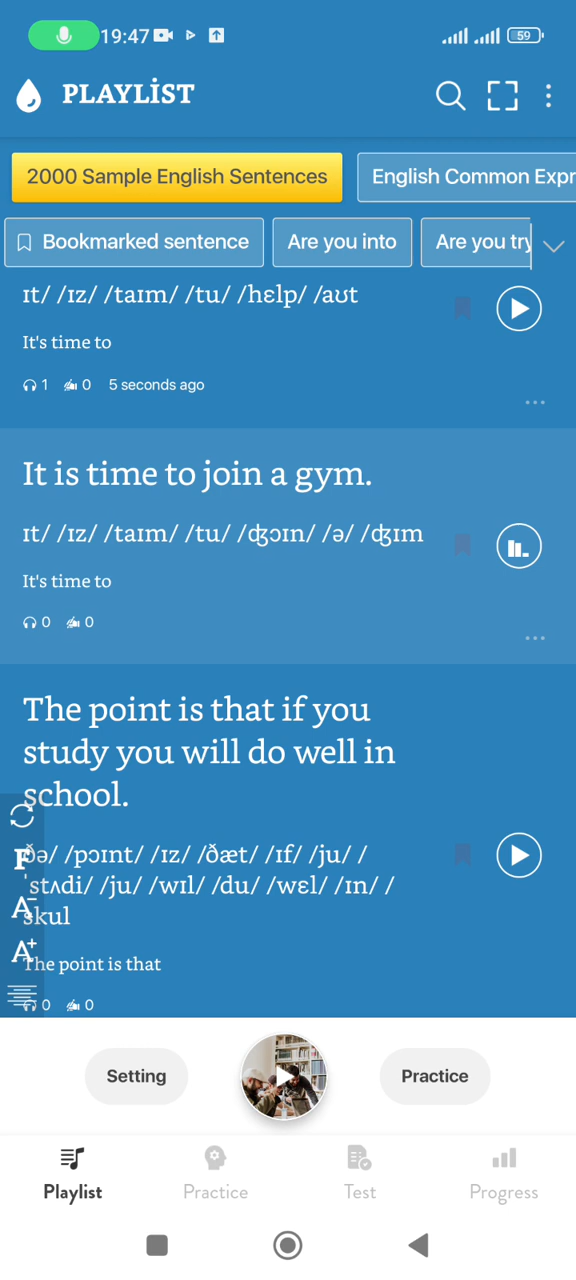 19:47
59
PLAYLİST
2000 Sample English Sentences
English Common Expr
Bookmarked sentence
Are you into
Are you try
ɪt/ /ɪz/ /taɪm/ /tu/ /hɛlp/ /aʊt
It's time to
1 0 5 seconds ago
It is time to join a gym.
ɪt/ /ɪz/ /taɪm/ /tu/ /ʤɔɪn/ /ə/ /ʤɪm
It's time to
0 0
The point is that if you
study you will do well in
school.
ðə/ /pɔɪnt/ /ɪz/ /ðæt/ /ɪf/ /ju/ /
ˈstʌdi/ /ju/ /wɪl/ /du/ /wɛl/ /ɪn/ /
skul
The point is that
0 0
F
A-
A+
Setting
Practice
Playlist
Practice
Test
Progress